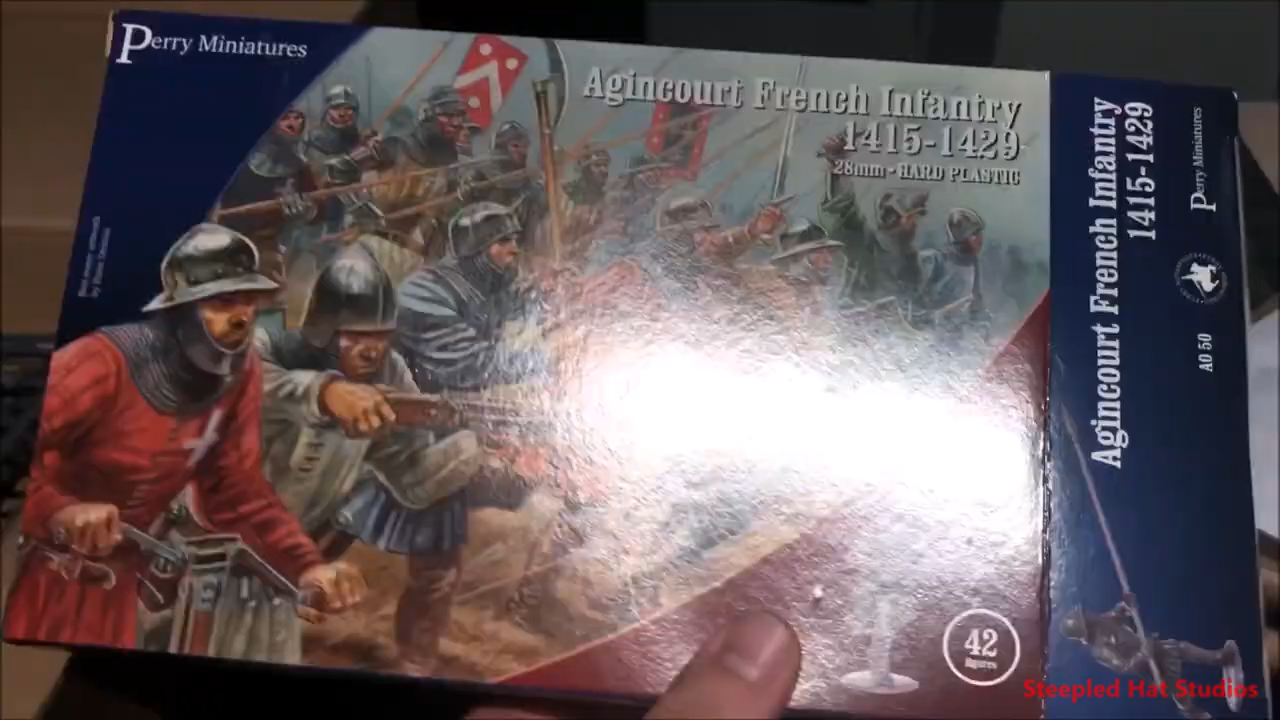 Perry Miniatures
Agincourt French Infantry
1415-1429
28mm - HARD PLASTIC
42
figures
Agincourt French Infantry
1415-1429
Perry Miniatures
AO 50
Steepled Hat Studios